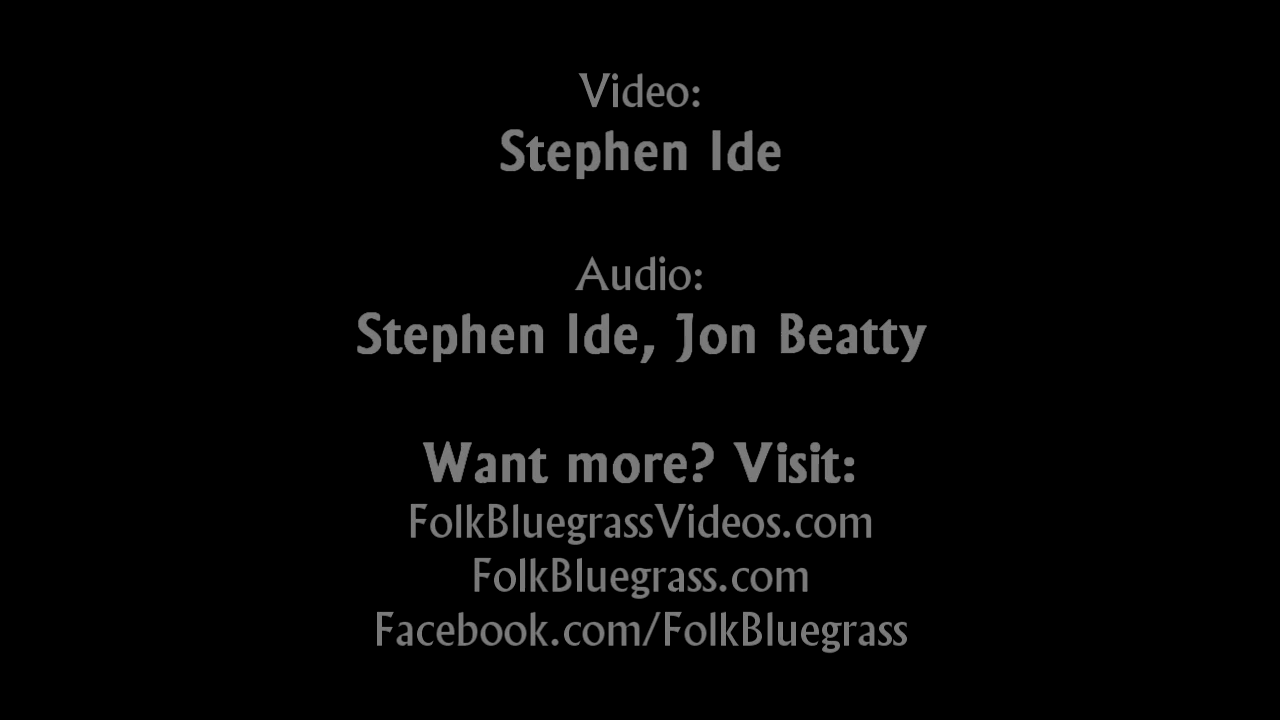 Video:
Stephen Ide
Audio:
Stephen Ide, Jon Beatty
Want more? Visit:
FolkBluegrassVideos.com
FolkBluegrass.com
Facebook.com/FolkBluegrass